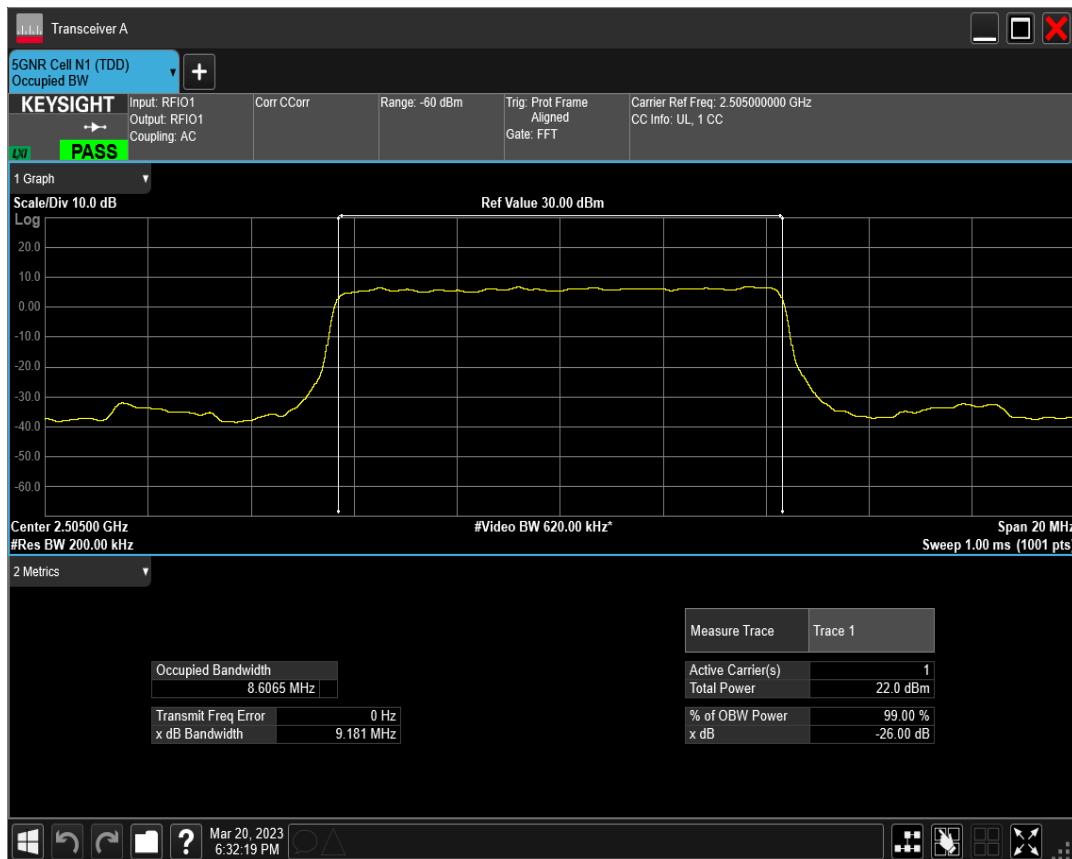 Transceiver A
5GNR Cell N1 (TDD)
Occupied BW
KEYSIGHT
LXI
PASS
Input: RFIO1
Output: RFIO1
Coupling: AC
Corr CCorr
Range: -60 dBm
Trig: Prot Frame
Aligned
Gate: FFT
Carrier Ref Freq: 2.505000000 GHz
CC Info: UL, 1 CC
1 Graph
Scale/Div 10.0 dB
Ref Value 30.00 dBm
Log
20.0
10.0
0.00
-10.0
-20.0
-30.0
-40.0
-50.0
-60.0
Center 2.50500 GHz
#Video BW 620.00 kHz*
Span 20 MHz
#Res BW 200.00 kHz
Sweep 1.00 ms (1001 pts)
2 Metrics
Measure Trace Trace 1
Occupied Bandwidth
8.6065 MHz
Active Carrier(s) 1
Total Power 22.0 dBm
Transmit Freq Error 0 Hz
% of OBW Power 99.00 %
x dB Bandwidth 9.181 MHz
x dB -26.00 dB
Mar 20, 2023
6:32:19 PM